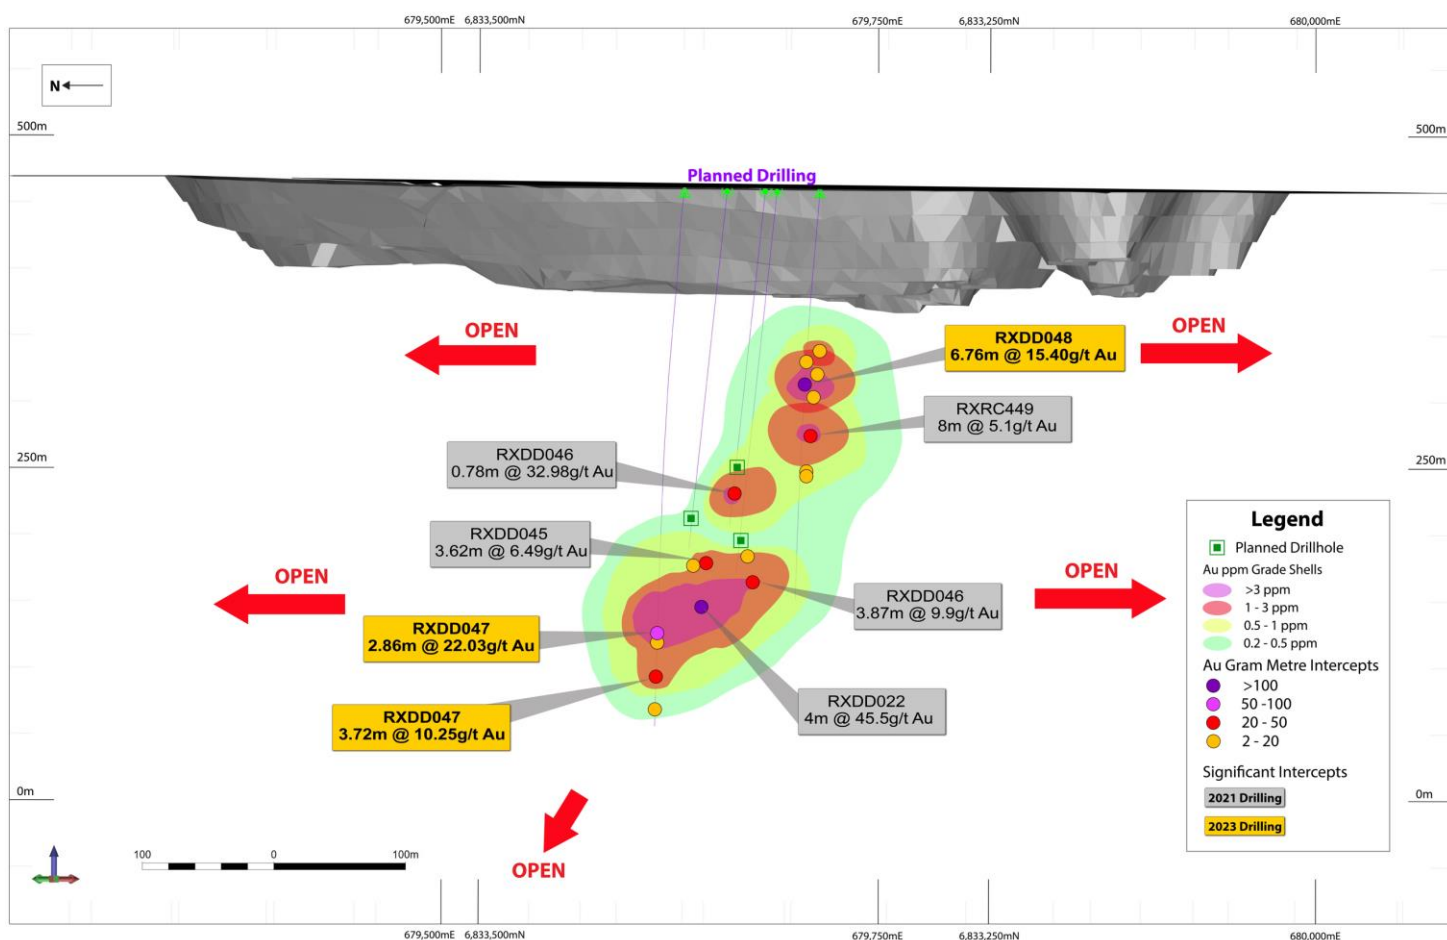 679,500mE 6,833,500mN 679,750mE 6,833,250mN 680,000mE
N
500m 500m
Planned Drilling
OPEN OPEN
RXDD048
6.76m @ 15.40g/t Au
RXRC449
8m @ 5.1g/t Au
RXDD046
0.78m @ 32.98g/t Au
250m 250m
RXDD045
3.62m @ 6.49g/t Au
OPEN OPEN
RXDD046
3.87m @ 9.9g/t Au
RXDD047
2.86m @ 22.03g/t Au
RXDD022
4m @ 45.5g/t Au
RXDD047
3.72m @ 10.25g/t Au
Legend
Planned Drillhole
Au ppm Grade Shells
>3 ppm
1 - 3 ppm
0.5 - 1 ppm
0.2 - 0.5 ppm
Au Gram Metre Intercepts
>100
50 -100
20 - 50
2 - 20
Significant Intercepts
2021 Drilling
2023 Drilling
0m 0m
100 0 100m
OPEN
679,500mE 6,833,500mN 679,750mE 6,833,250mN 680,000mE